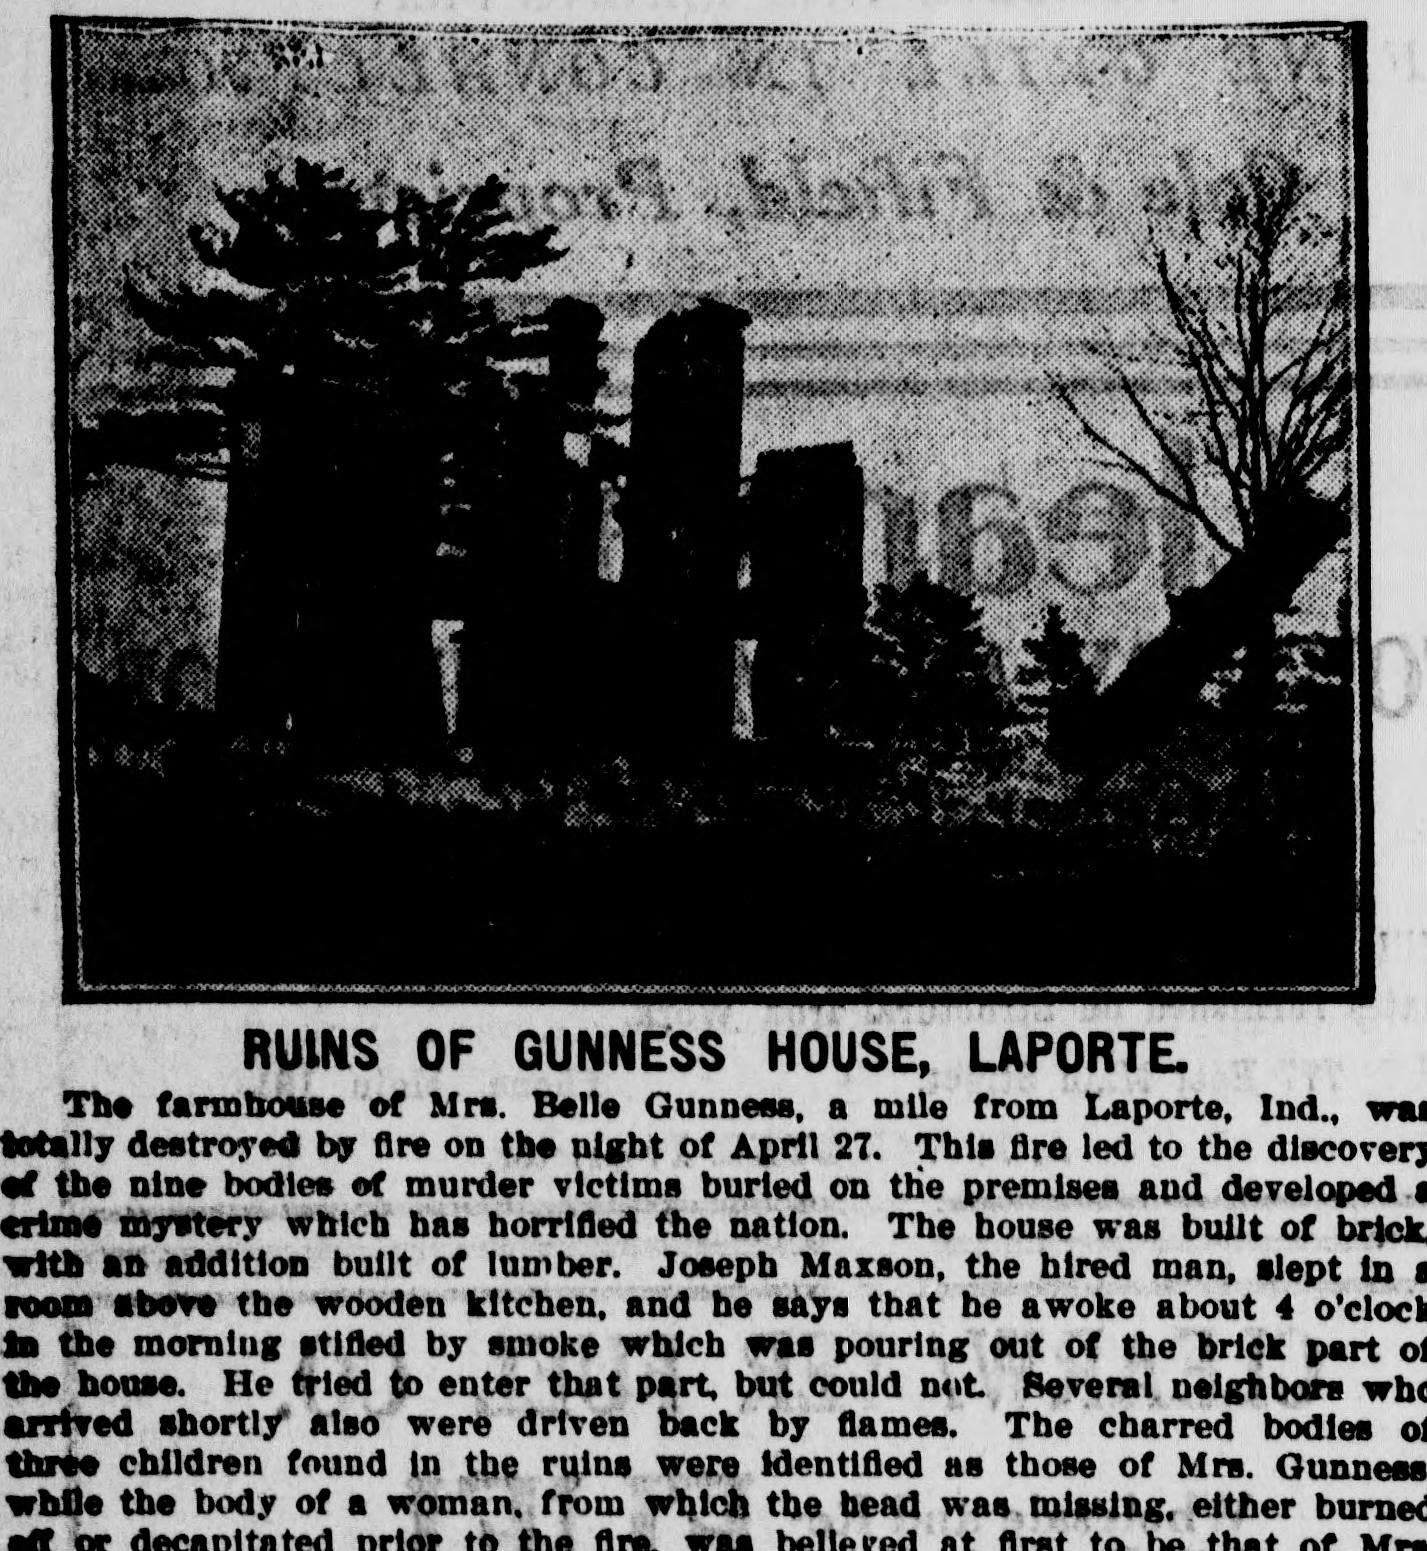 RUINS OF GUNNESS HOUSE, LAPORTE.
The farmhouse of Mrs. Belle Gunness, a mile from Laporte, Ind., was
totally destroyed by fire on the night of April 27. This fire led to the discovery
of the nine bodies of murder victims buried on the premises and developed a
crime mystery which has horrified the nation. The house was built of brick,
with an addition built of lumber. Joseph Maxson, the hired man, slept in a
room above the wooden kitchen, and he says that he awoke about 4 o'clock
in the morning stifled by smoke which was pouring out of the brick part of
the house. He tried to enter that part, but could not. Several neighbors who
arrived shortly also were driven back by flames. The charred bodies of
three children found in the ruins were identified as those of Mrs. Gunness,
while the body of a woman, from which the head was missing, either burned
off or decapitated prior to the fire, was believed at first to be that of Mrs.